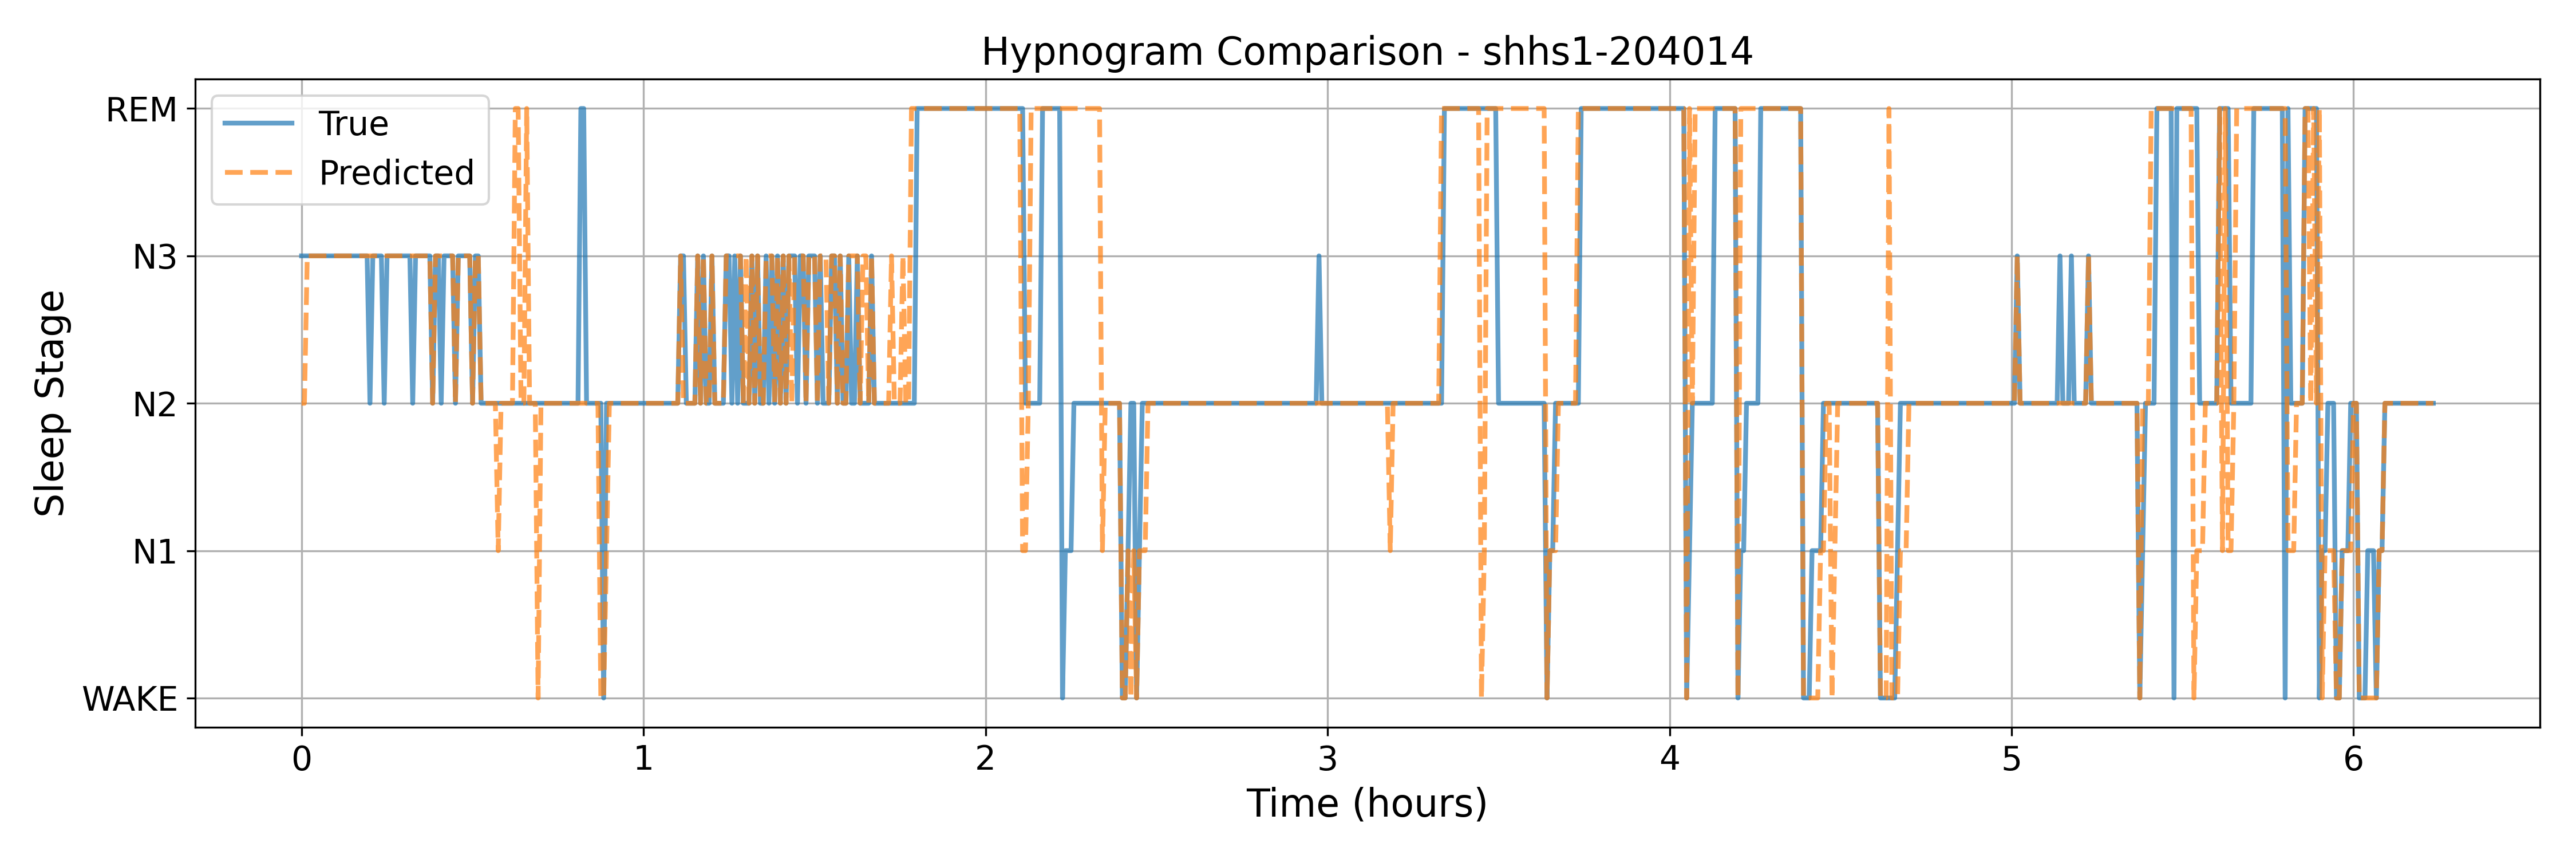 Hypnogram Comparison - shhs1-204014
True
Predicted
Sleep Stage
REM
N3
N2
N1
WAKE
0 1 2 3 4 5 6
Time (hours)